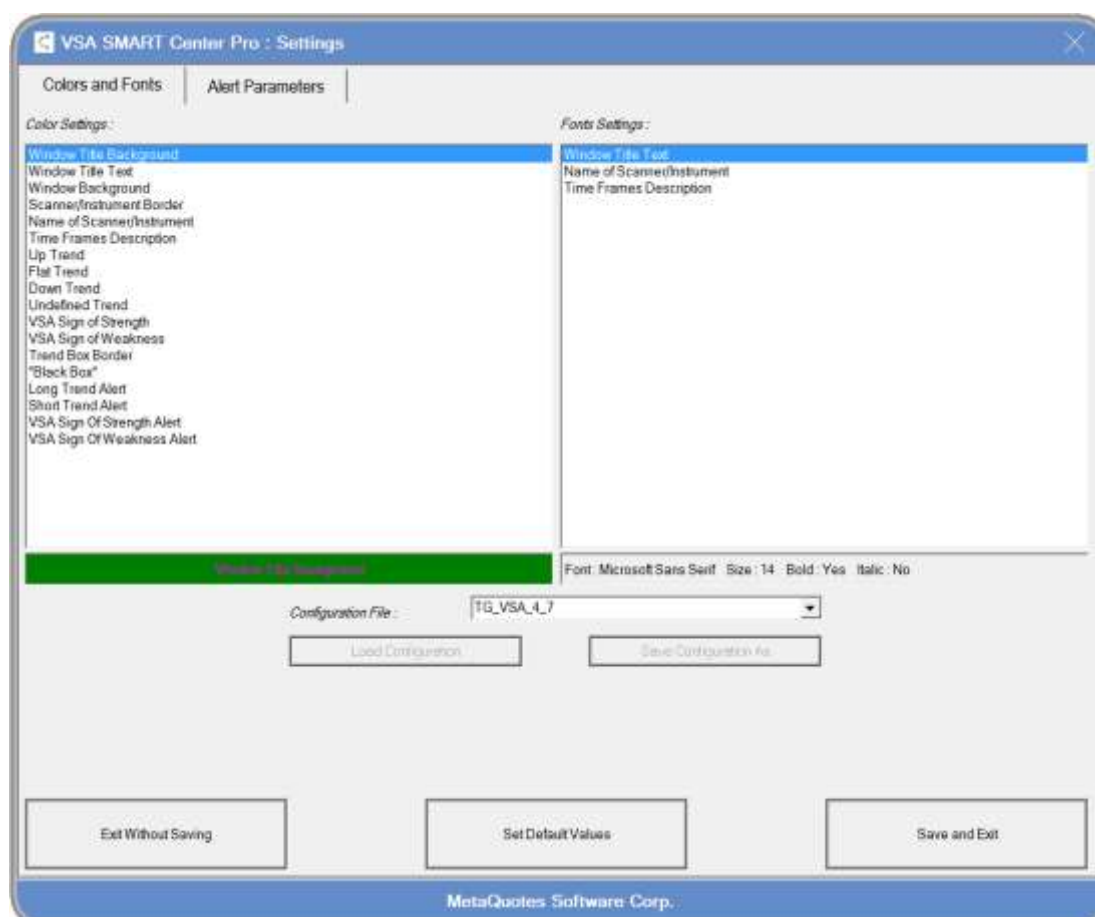 VSA SMART Center Pro : Settings
Colors and Fonts
Alert Parameters
Color Settings :
Window Title Background
Window Title Text
Window Background
Scanner/Instrument Border
Name of Scanner/Instrument
Time Frames Description
Up Trend
Flat Trend
Down Trend
Undefined Trend
VSA Sign of Strength
VSA Sign of Weakness
Trend Box Border
"Black Box"
Long Trend Alert
Short Trend Alert
VSA Sign Of Strength Alert
VSA Sign Of Weakness Alert
Window Title Background
Fonts Settings :
Window Title Text
Name of Scanner/Instrument
Time Frames Description
Font: Microsoft Sans Serif Size : 14 Bold : Yes Italic : No
Configuration File :
TG_VSA_4_7
Load Configuration
Save Configuration As
Exit Without Saving
Set Default Values
Save and Exit
MetaQuotes Software Corp.